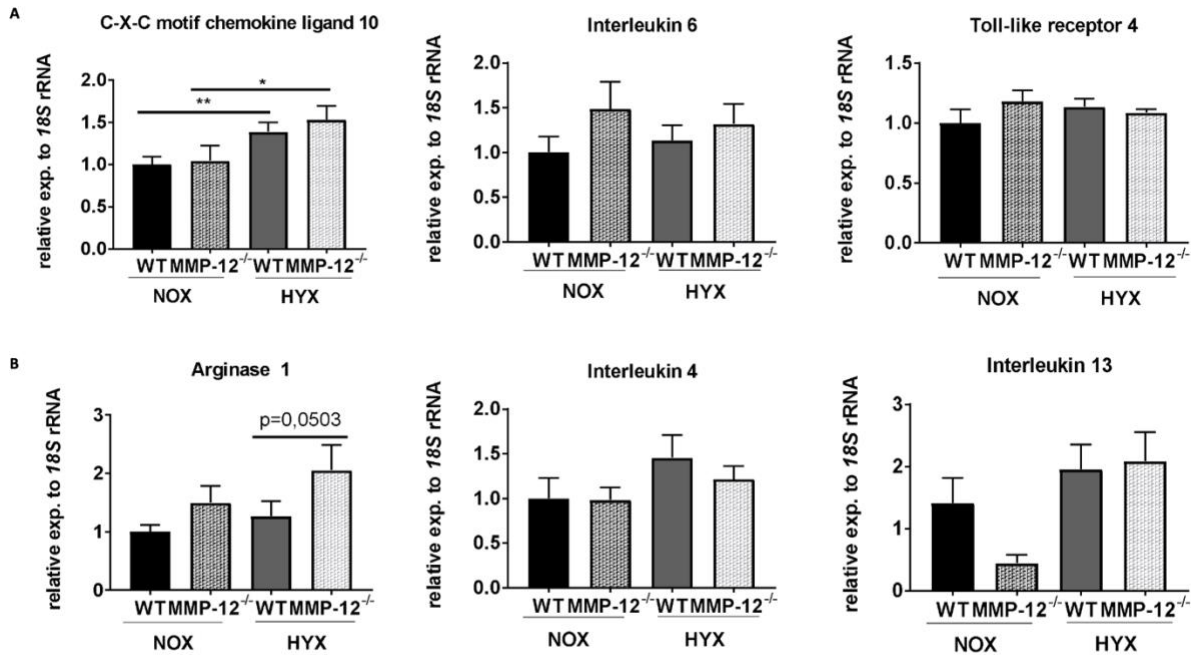 A
C-X-C motif chemokine ligand 10
relative exp. to 18S rRNA
2.0
1.5
1.0
0.5
0.0
**
*
WT MMP-12-/- WT MMP-12-/-
NOX HYX
Interleukin 6
relative exp. to 18S rRNA
2.0
1.5
1.0
0.5
0.0
WT MMP-12-/- WT MMP-12-/-
NOX HYX
Toll-like receptor 4
relative exp. to 18S rRNA
1.5
1.0
0.5
0.0
WT MMP-12-/- WT MMP-12-/-
NOX HYX
B
Arginase 1
relative exp. to 18S rRNA
3
2
1
0
p=0,0503
WT MMP-12-/- WT MMP-12-/-
NOX HYX
Interleukin 4
relative exp. to 18S rRNA
2.0
1.5
1.0
0.5
0.0
WT MMP-12-/- WT MMP-12-/-
NOX HYX
Interleukin 13
relative exp. to 18S rRNA
3
2
1
0
WT MMP-12-/- WT MMP-12-/-
NOX HYX